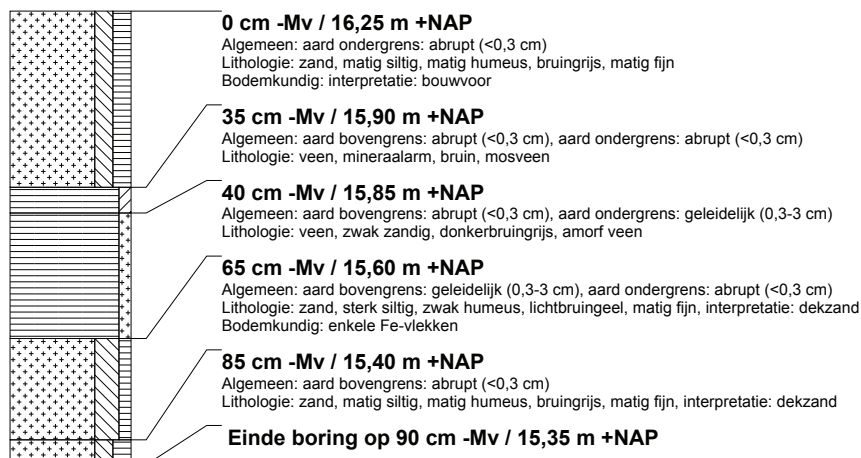 0 cm -Mv / 16,25 m +NAP
Algemeen: aard ondergrens: abrupt (<0,3 cm)
Lithologie: zand, matig siltig, matig humeus, bruingrijs, matig fijn
Bodemkundig: interpretatie: bouwvoor
35 cm -Mv / 15,90 m +NAP
Algemeen: aard bovengrens: abrupt (<0,3 cm), aard ondergrens: abrupt (<0,3 cm)
Lithologie: veen, mineraalarm, bruin, mosveen
40 cm -Mv / 15,85 m +NAP
Algemeen: aard bovengrens: abrupt (<0,3 cm), aard ondergrens: geleidelijk (0,3-3 cm)
Lithologie: veen, zwak zandig, donkerbruingrijs, amorf veen
65 cm -Mv / 15,60 m +NAP
Algemeen: aard bovengrens: geleidelijk (0,3-3 cm), aard ondergrens: abrupt (<0,3 cm)
Lithologie: zand, sterk siltig, zwak humeus, lichtbruingeel, matig fijn, interpretatie: dekzand
Bodemkundig: enkele Fe-vlekken
85 cm -Mv / 15,40 m +NAP
Algemeen: aard bovengrens: abrupt (<0,3 cm)
Lithologie: zand, matig siltig, matig humeus, bruingrijs, matig fijn, interpretatie: dekzand
Einde boring op 90 cm -Mv / 15,35 m +NAP